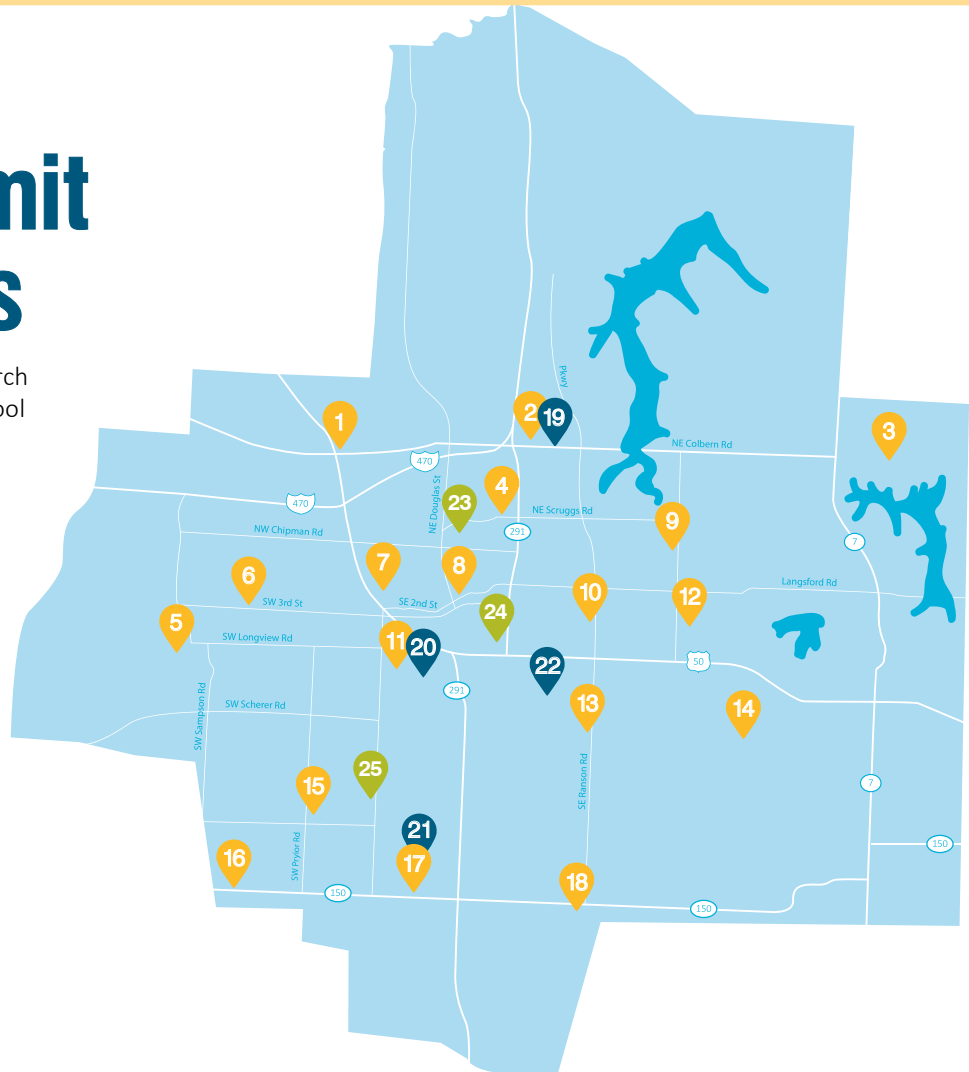 mit
s
rch
ool
Pkwy
1
2
19
3
NE Colbern Rd
470
4
23
NE Douglas St
470
NE Scruggs Rd
9
NW Chipman Rd
291
7
7
8
6
Langsford Rd
10
12
SW 3rd St
SE 2nd St
24
5
SW Longview Rd
11
20
22
50
291
SW Sampson Rd
SW Scherer Rd
13
14
25
15
SE Ranson Rd
7
21
150
SW Pryor Rd
16
17
18
150
150